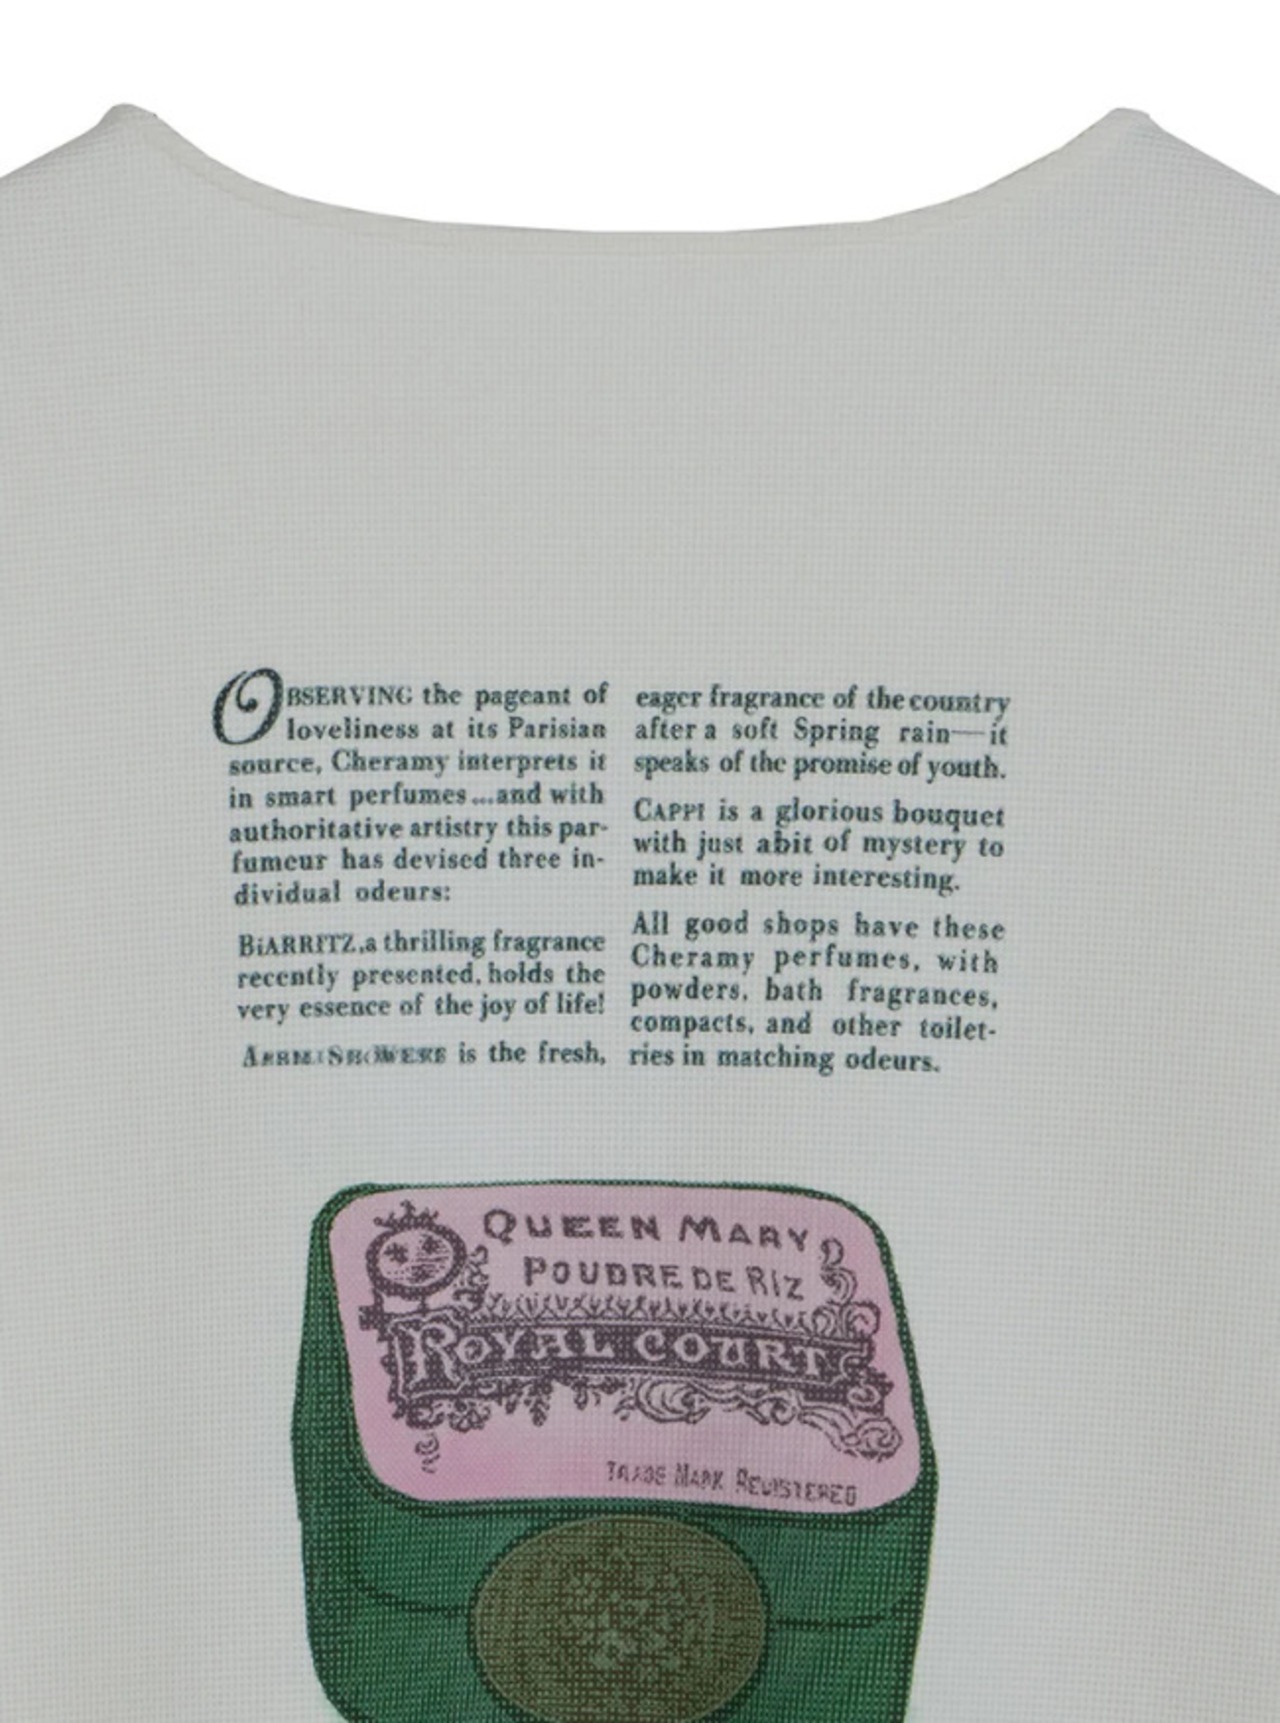 OBSERVING the pageant of
loveliness at its Parisian
source, Cheramy interprets it
in smart perfumes...and with
authoritative artistry this par-
fumeur has devised three in-
dividual odeurs:
BiARRITZ, a thrilling fragrance
recently presented, holds the
very essence of the joy of life!
is the fresh,
eager fragrance of the country
after a soft Spring rain—it
speaks of the promise of youth.
CAPPI is a glorious bouquet
with just abit of mystery to
make it more interesting.
All good shops have these
Cheramy perfumes, with
powders, bath fragrances,
compacts, and other toilet-
ries in matching odeurs.
QUEEN MARY
POUDRE DE RIZ
ROYAL COURT
TRADE MARK REGISTERED